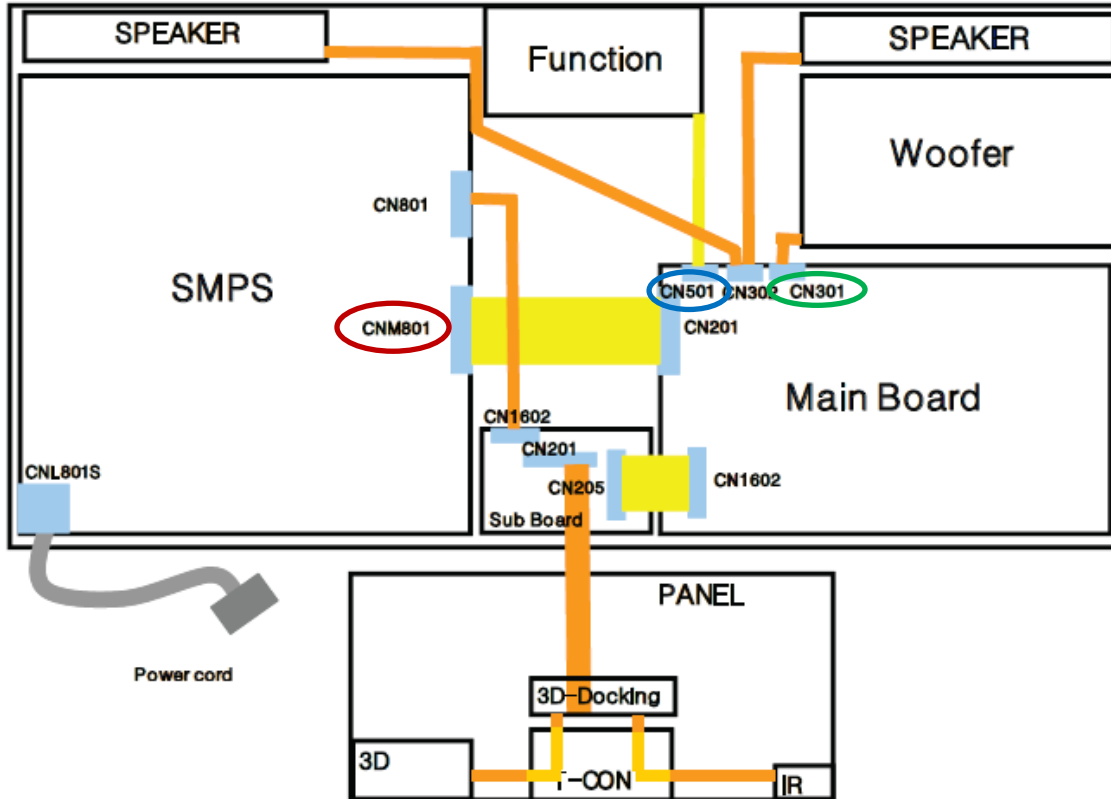 SPEAKER
Function
SPEAKER
Woofer
CN801
SMPS
CN501
CN302
CN301
CNM801
CN201
Main Board
CN1602
CN201
CNL801S
CN205
CN1602
Sub Board
PANEL
Power cord
3D-Docking
3D
T-CON
IR